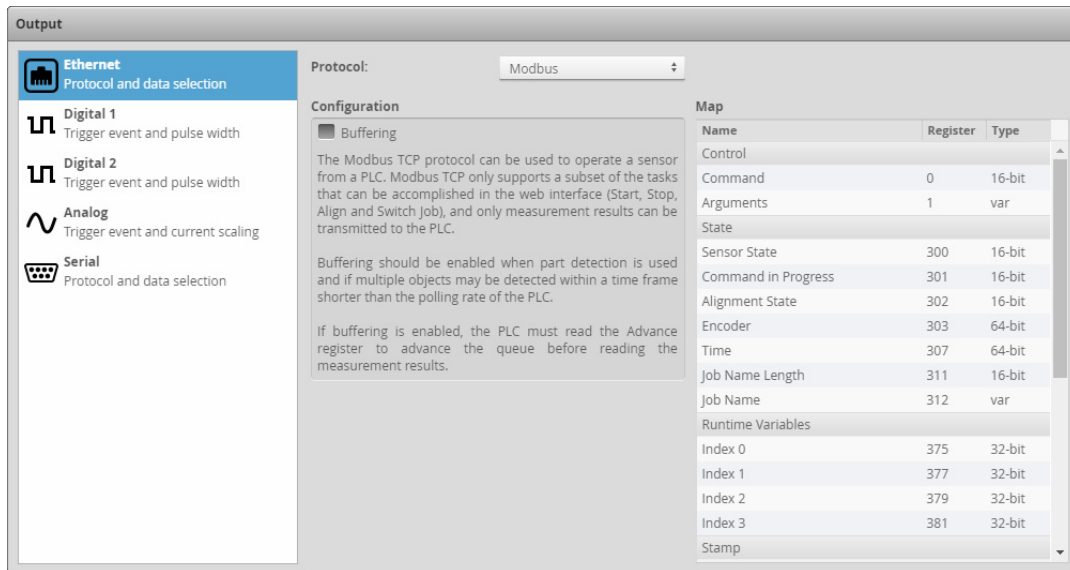 Output
Ethernet
Protocol and data selection
Digital 1
Trigger event and pulse width
Digital 2
Trigger event and pulse width
Analog
Trigger event and current scaling
Serial
Protocol and data selection
Protocol: Modbus
Configuration
Buffering
The Modbus TCP protocol can be used to operate a sensor
from a PLC. Modbus TCP only supports a subset of the tasks
that can be accomplished in the web interface (Start, Stop,
Align and Switch Job), and only measurement results can be
transmitted to the PLC.
Buffering should be enabled when part detection is used
and if multiple objects may be detected within a time frame
shorter than the polling rate of the PLC.
If buffering is enabled, the PLC must read the Advance
register to advance the queue before reading the
measurement results.
Map
Name Register Type
Control
Command 0 16-bit
Arguments 1 var
State
Sensor State 300 16-bit
Command in Progress 301 16-bit
Alignment State 302 16-bit
Encoder 303 64-bit
Time 307 64-bit
Job Name Length 311 16-bit
Job Name 312 var
Runtime Variables
Index 0 375 32-bit
Index 1 377 32-bit
Index 2 379 32-bit
Index 3 381 32-bit
Stamp